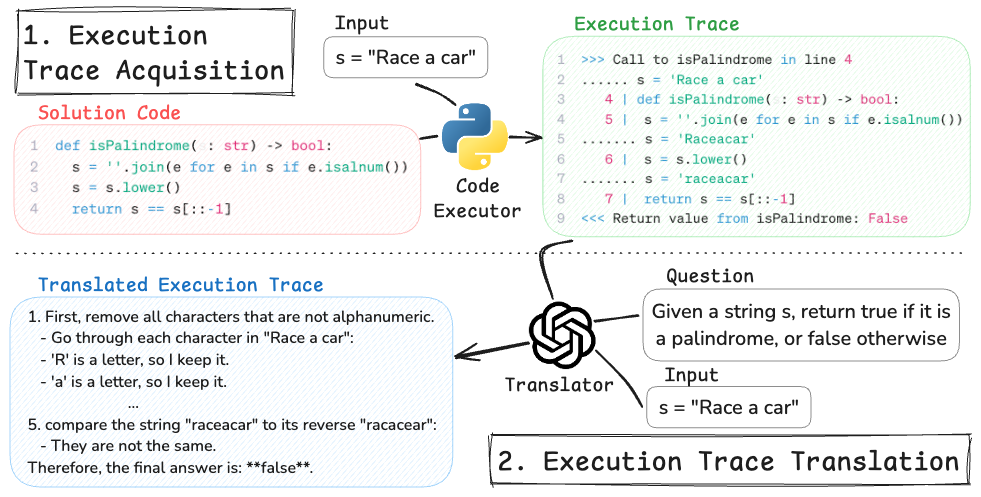 1. Execution
Trace Acquisition
Input
s = "Race a car"
Solution Code
1 def isPalindrome(s: str) -> bool:
2 s = ''.join(e for e in s if e.isalnum())
3 s = s.lower()
4 return s == s[::-1]
Code
Executor
Execution Trace
1 >>> Call to isPalindrome in line 4
2 ...... s = 'Race a car'
3 4 | def isPalindrome(s: str) -> bool:
4 5 | s = ''.join(e for e in s if e.isalnum())
5 ....... s = 'Raceacar'
6 6 | s = s.lower()
7 ....... s = 'raceacar'
8 7 | return s == s[::-1]
9 <<< Return value from isPalindrome: False
Translated Execution Trace
1. First, remove all characters that are not alphanumeric.
- Go through each character in "Race a car":
- 'R' is a letter, so I keep it.
- 'a' is a letter, so I keep it.
...
5. compare the string "raceacar" to its reverse "racacear":
- They are not the same.
Therefore, the final answer is: **false**.
Translator
Question
Given a string s, return true if it is
a palindrome, or false otherwise
Input
s = "Race a car"
2. Execution Trace Translation